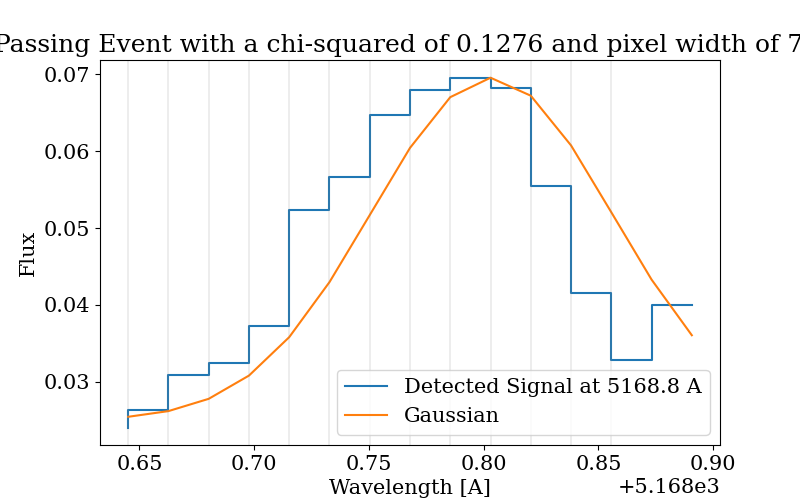 Passing Event with a chi-squared of 0.1276 and pixel width of 7
0.07
0.06
0.05
0.04
0.03
Flux
Detected Signal at 5168.8 A
Gaussian
0.65 0.70 0.75 0.80 0.85 0.90
Wavelength [A]
+5.168e3